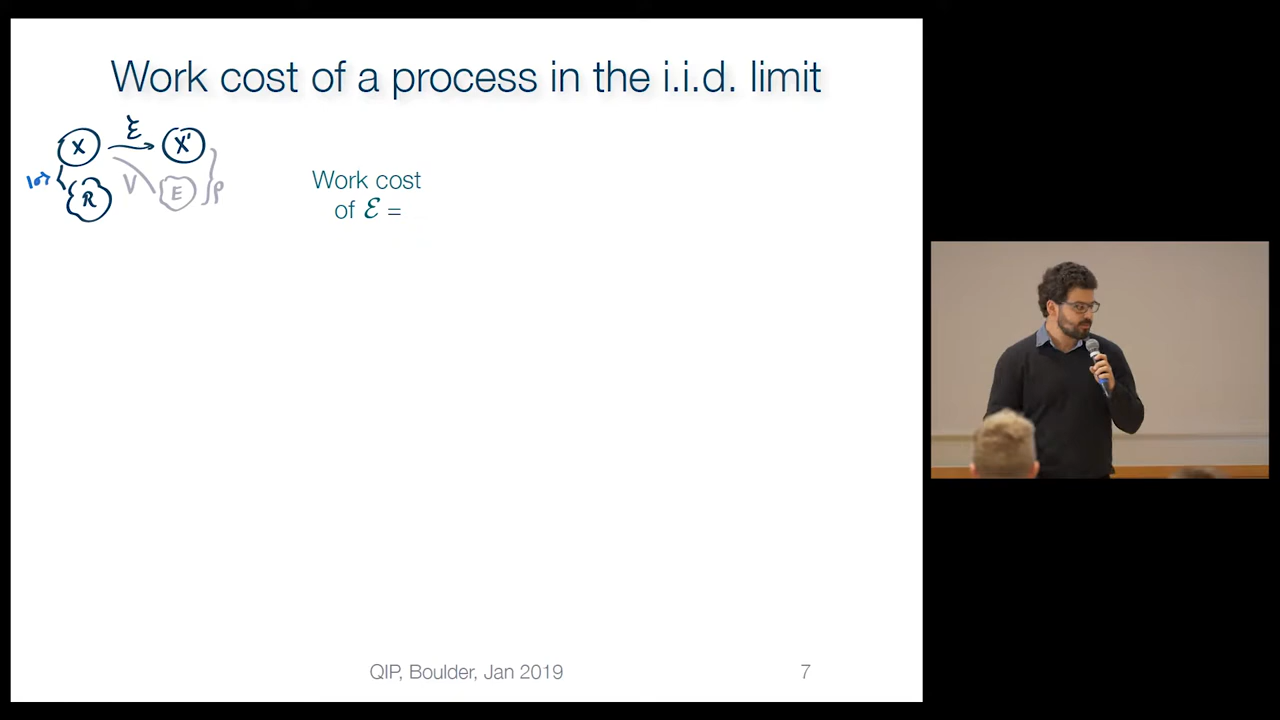 Work cost of a process in the i.i.d. limit
X ℰ X'
R V E ρ
Work cost
of ℰ =
QIP, Boulder, Jan 2019 7